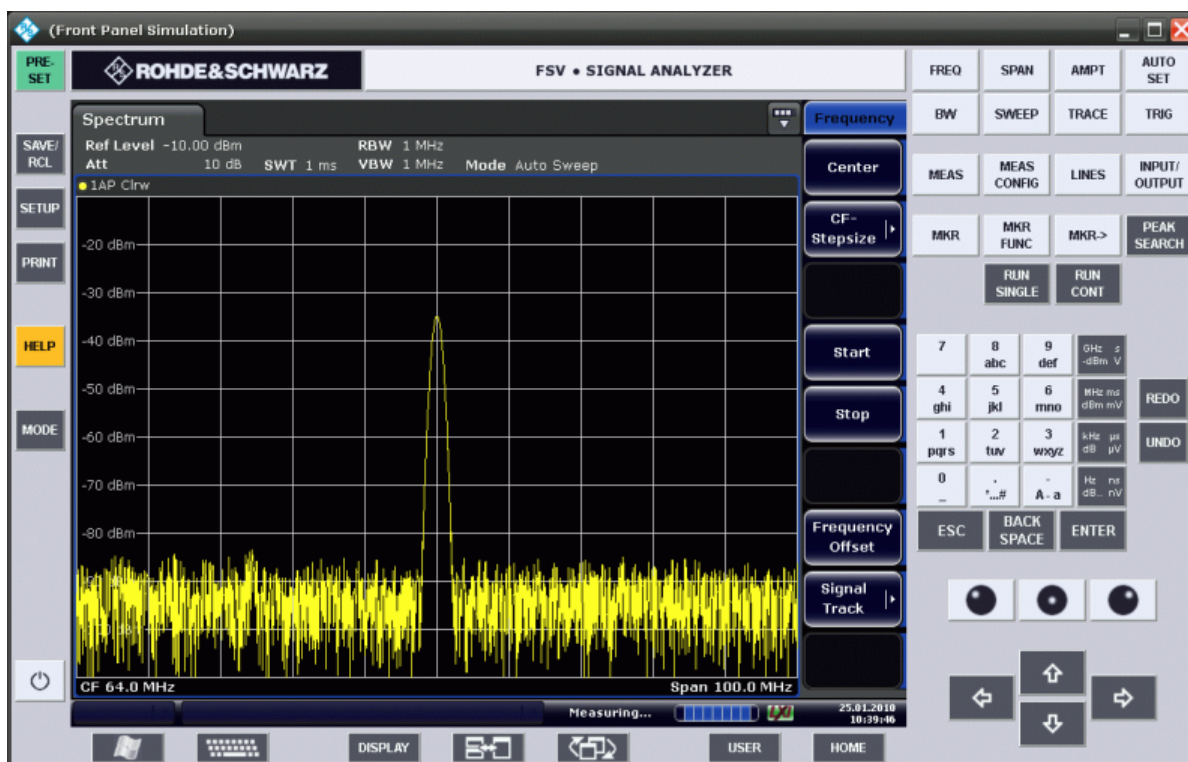 (Front Panel Simulation)
PRE-
SET
ROHDE&SCHWARZ
FSV • SIGNAL ANALYZER
FREQ
SPAN
AMPT
AUTO
SET
Spectrum
Frequency
BW
SWEEP
TRACE
TRIG
SAVE/
RCL
Ref Level -10.00 dBm
RBW 1 MHz
Att 10 dB
SWT 1 ms
VBW 1 MHz
Mode Auto Sweep
1AP Clrw
Center
MEAS
MEAS
CONFIG
LINES
INPUT/
OUTPUT
SETUP
CF-
Stepsize
MKR
MKR
FUNC
MKR->
PEAK
SEARCH
-20 dBm
PRINT
RUN
SINGLE
RUN
CONT
-30 dBm
HELP
-40 dBm
Start
7
8
abc
9
def
GHz s
-dBm V
-50 dBm
4
ghi
5
jkl
6
mno
MHz ms
dBm mV
REDO
Stop
MODE
-60 dBm
1
pqrs
2
tuv
3
wxyz
kHz µs
dB µV
UNDO
-70 dBm
0
_
.
*...#
-
A - a
Hz ns
dB... nV
-80 dBm
Frequency
Offset
ESC
BACK
SPACE
ENTER
Signal
Track
CF 64.0 MHz
Span 100.0 MHz
Measuring...
LXI
25.01.2010
10:39:46
DISPLAY
USER
HOME